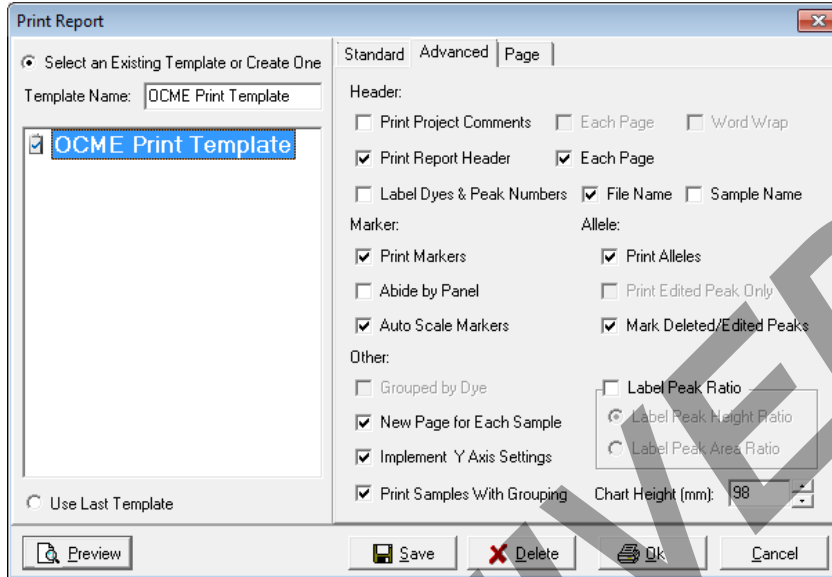 Print Report
Select an Existing Template or Create One
Template Name: OCME Print Template
OCME Print Template
Use Last Template
Standard Advanced Page
Header:
Print Project Comments Each Page Word Wrap
Print Report Header Each Page
Label Dyes & Peak Numbers File Name Sample Name
Marker: Allele:
Print Markers Print Alleles
Abide by Panel Print Edited Peak Only
Auto Scale Markers Mark Deleted/Edited Peaks
Other:
Grouped by Dye Label Peak Ratio
New Page for Each Sample Label Peak Height Ratio
Implement Y Axis Settings Label Peak Area Ratio
Print Samples With Grouping Chart Height (mm): 98
Preview Save Delete Ok Cancel